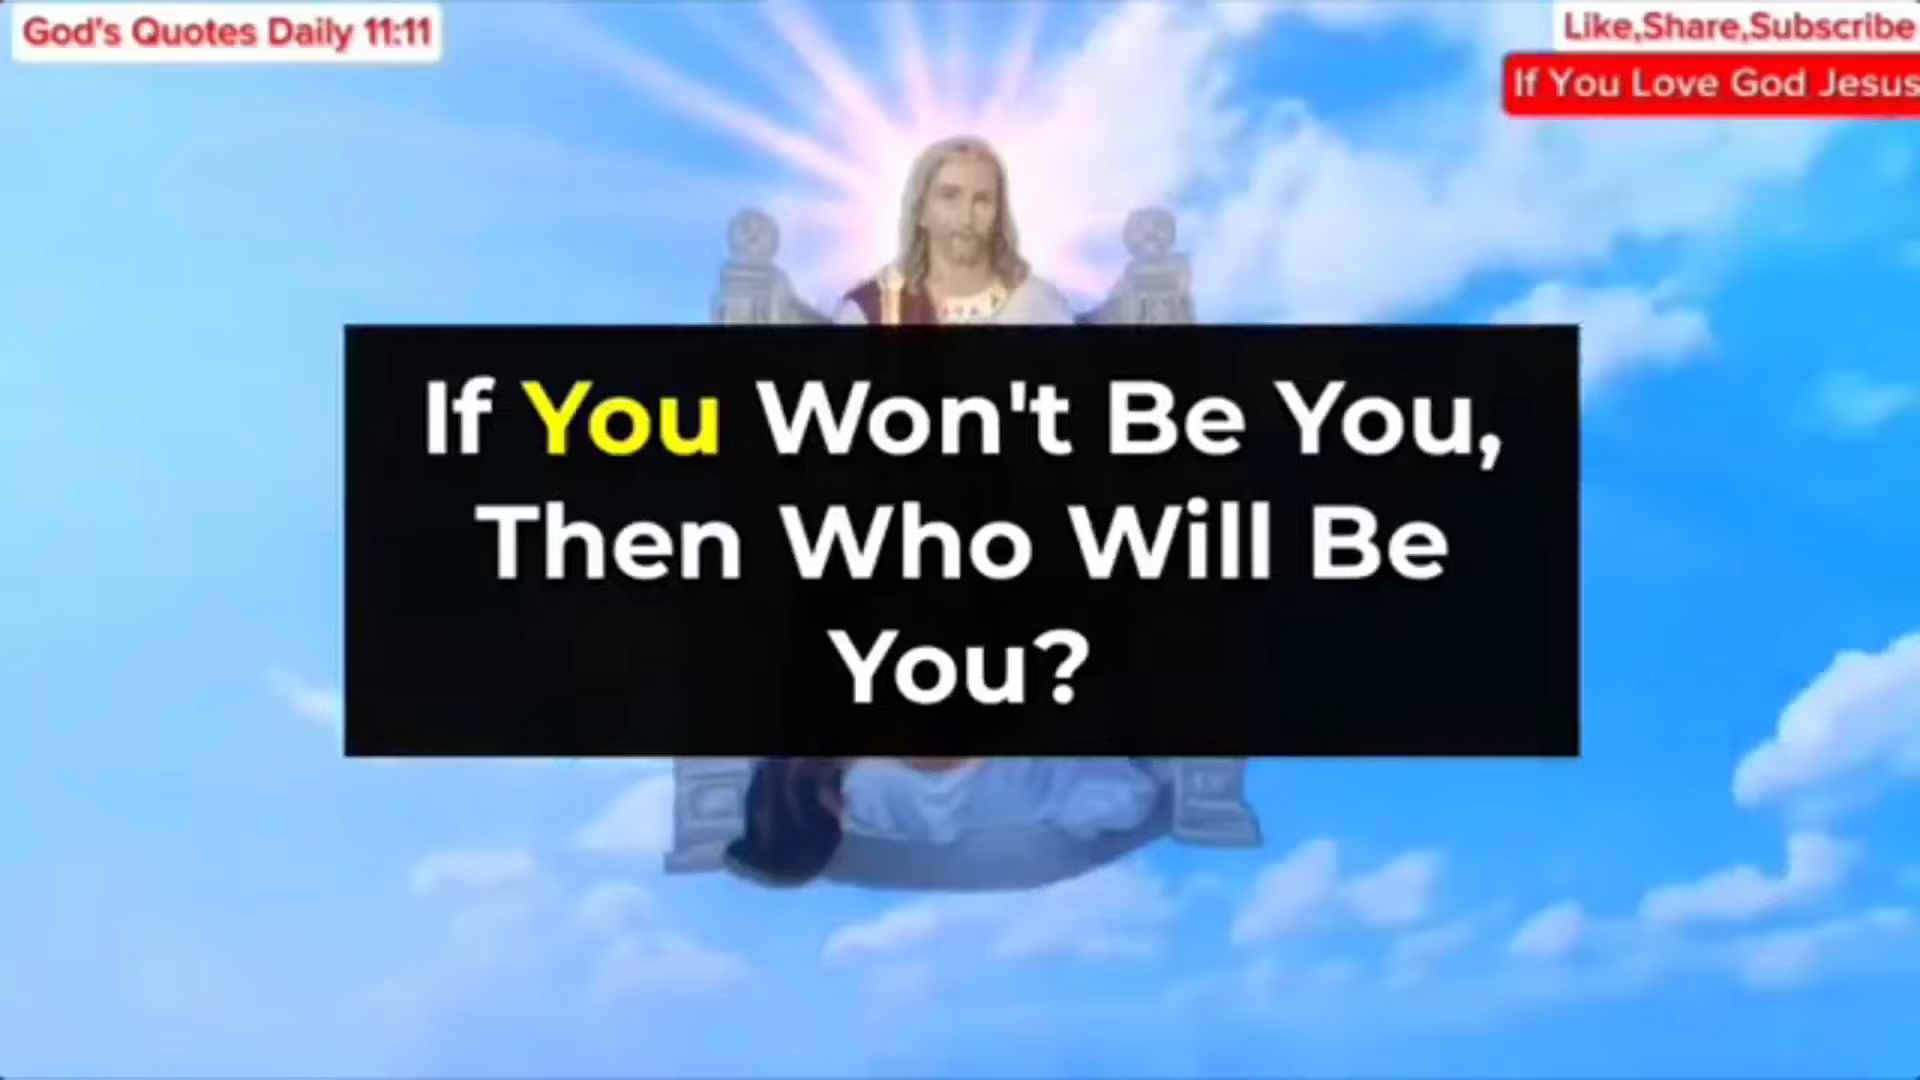 God's Quotes Daily 11:11
Like,Share,Subscribe
If You Love God Jesus
If You Won't Be You,
Then Who Will Be
You?